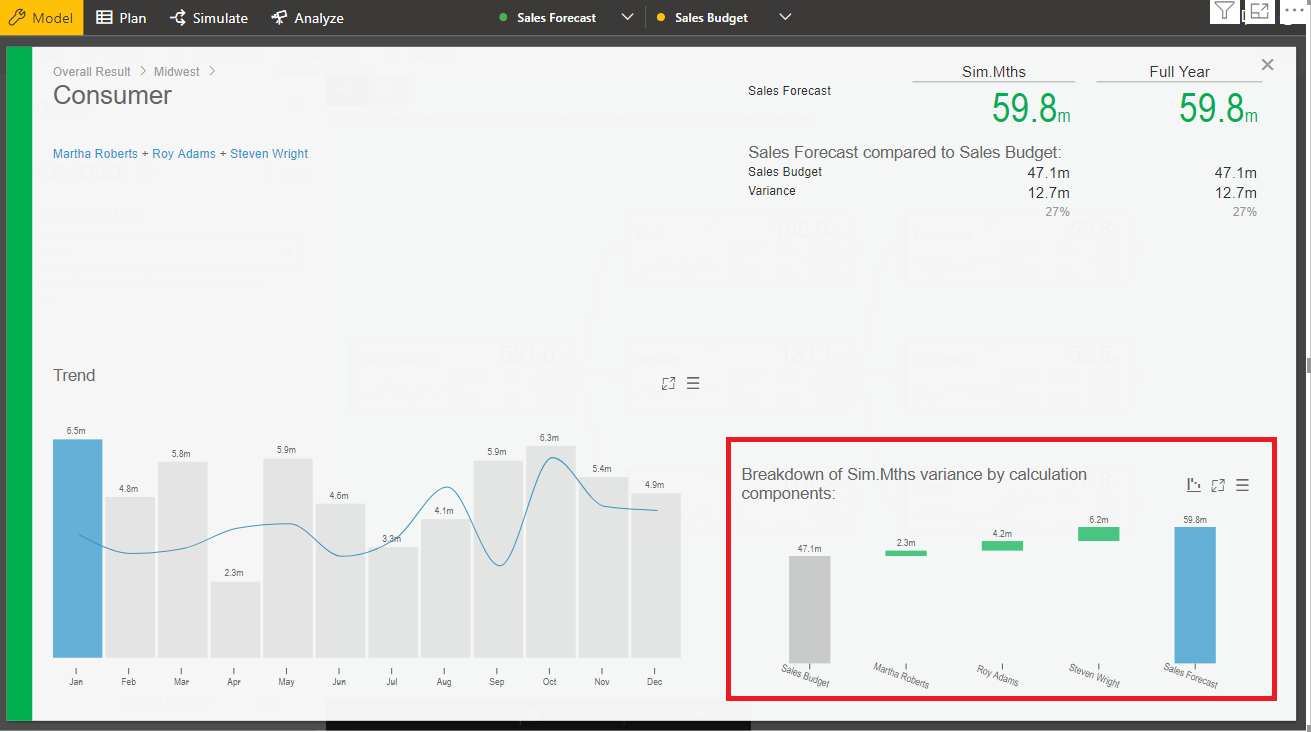 Model Plan Simulate Analyze Sales Forecast Sales Budget
Overall Result Midwest
Consumer
Martha Roberts + Roy Adams + Steven Wright
Sim.Mths Full Year
Sales Forecast 59.8m 59.8m
Sales Forecast compared to Sales Budget:
Sales Budget 47.1m 47.1m
Variance 12.7m 12.7m
27% 27%
Trend
6.5m 4.8m 5.8m 2.3m 5.9m 4.6m 3.3m 4.1m 5.9m 6.3m 5.4m 4.9m
Jan Feb Mar Apr May Jun Jul Aug Sep Oct Nov Dec
Breakdown of Sim.Mths variance by calculation
components:
47.1m 2.3m 4.2m 6.2m 59.8m
Sales Budget Martha Roberts Roy Adams Steven Wright Sales Forecast